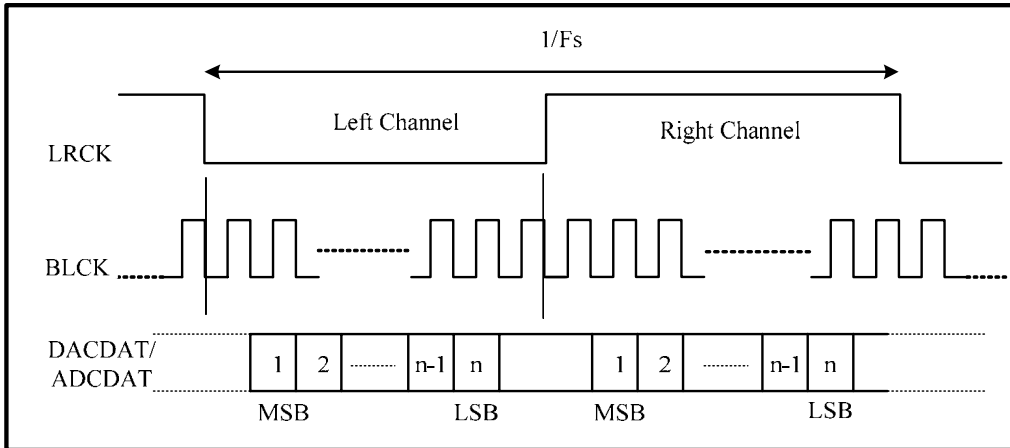 1/Fs
Left Channel
Right Channel
LRCK
BLCK
DACDAT/
ADCDAT
1 2 n-1 n 1 2 n-1 n
MSB LSB MSB LSB